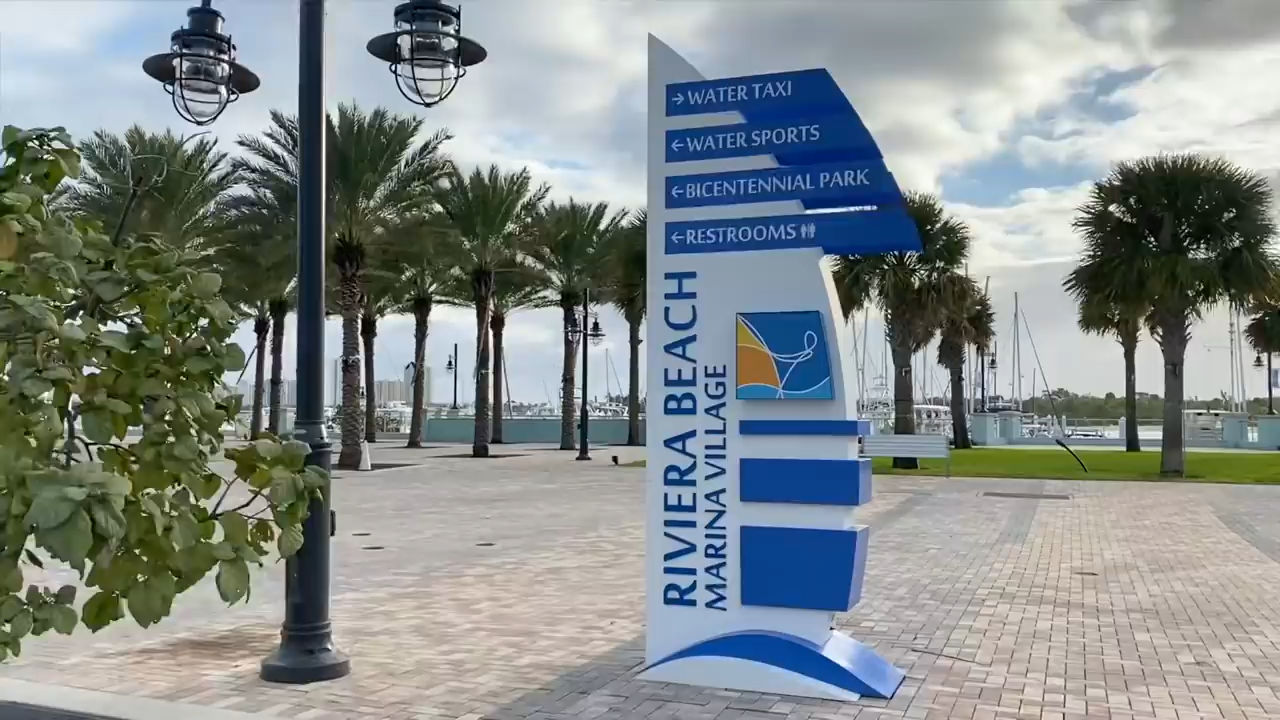 →WATER TAXI
←WATER SPORTS
←BICENTENNIAL PARK
←RESTROOMS
RIVIERA BEACH
MARINA VILLAGE